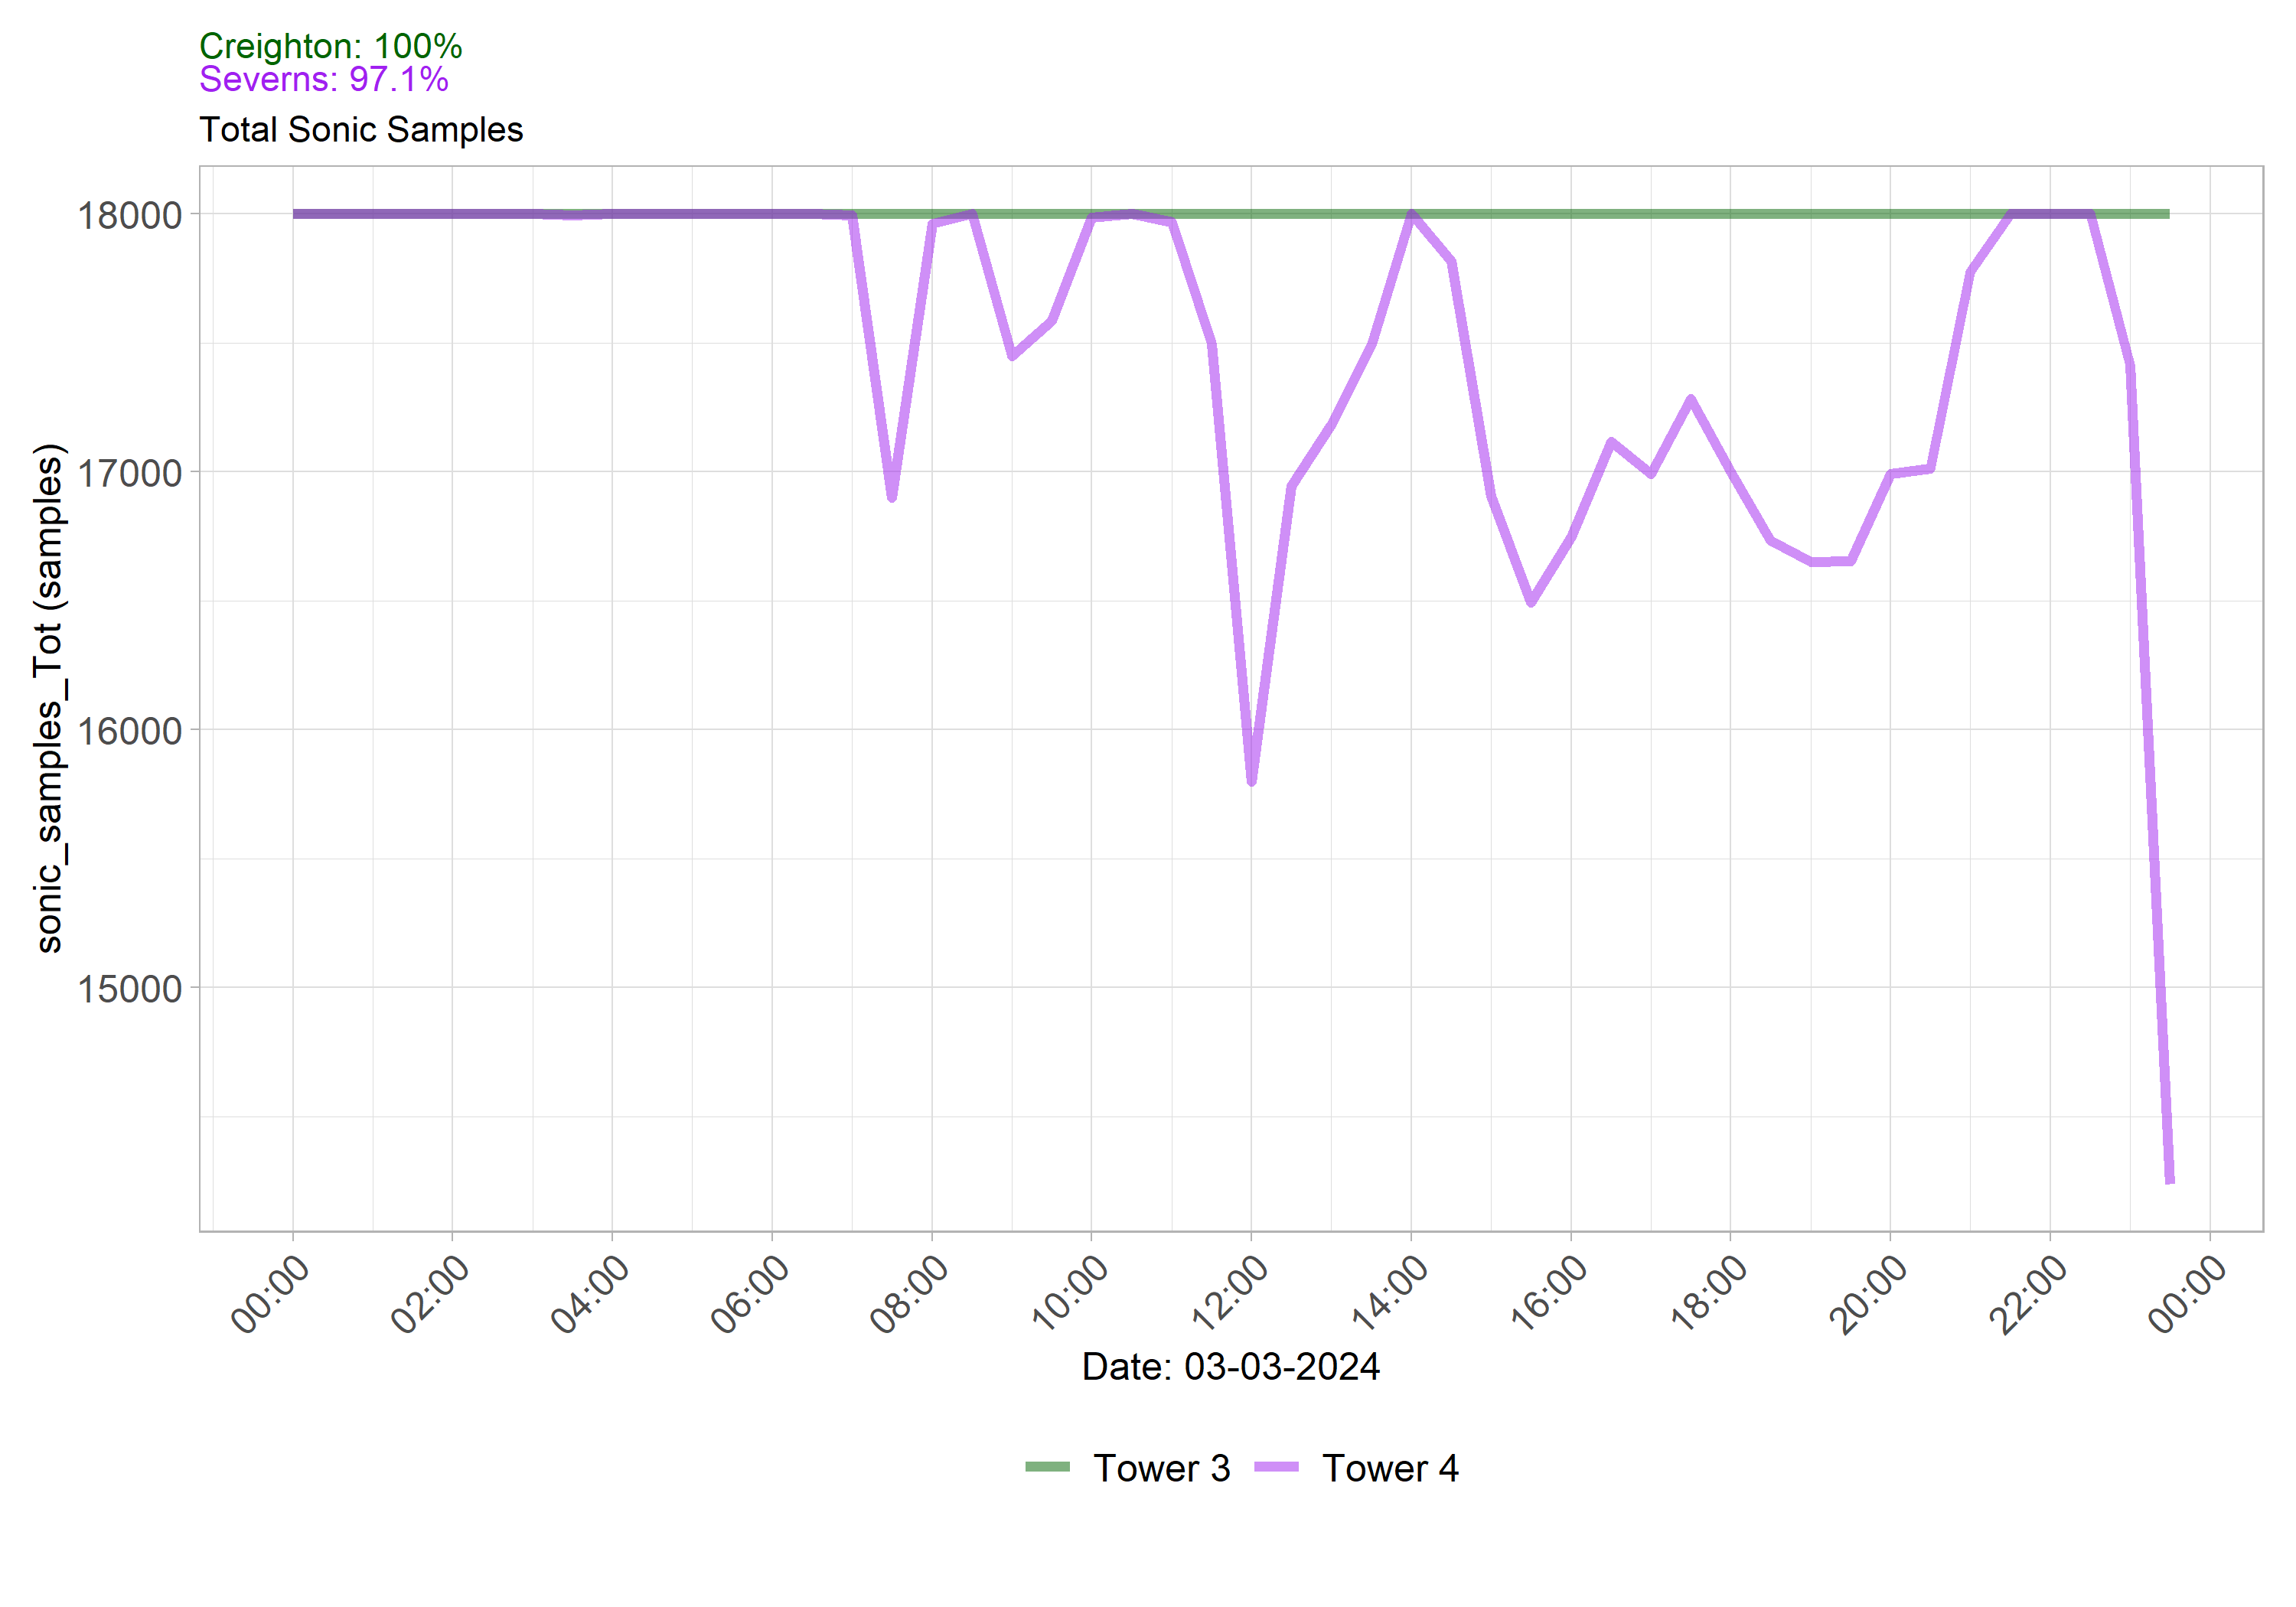 Creighton: 100%
Severns: 97.1%
Total Sonic Samples
sonic_samples_Tot (samples)
18000
17000
16000
15000
00:00
02:00
04:00
06:00
08:00
10:00
12:00
14:00
16:00
18:00
20:00
22:00
00:00
Date: 03-03-2024
Tower 3
Tower 4